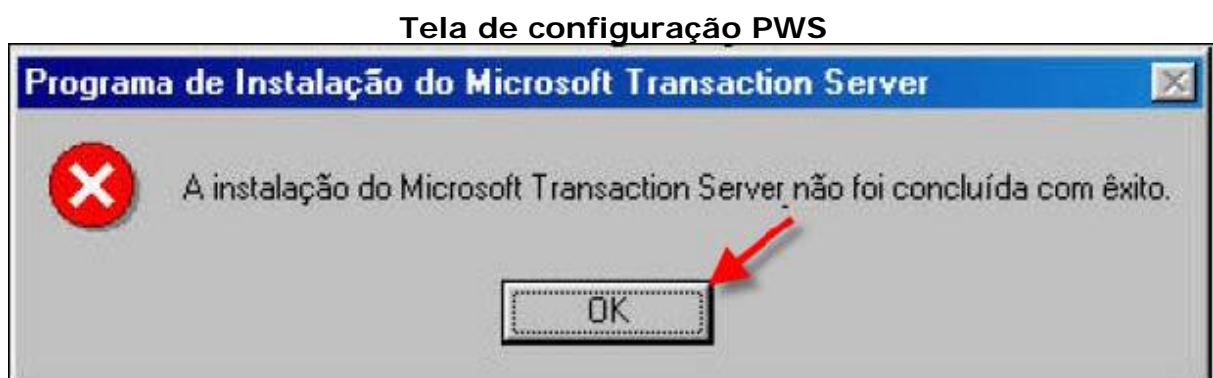 Tela de configuração PWS
Programa de Instalação do Microsoft Transaction Server
A instalação do Microsoft Transaction Server não foi concluída com êxito.
OK